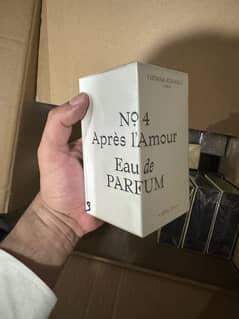 Nº 4
Après l'Amour
Eau de
PARFUM